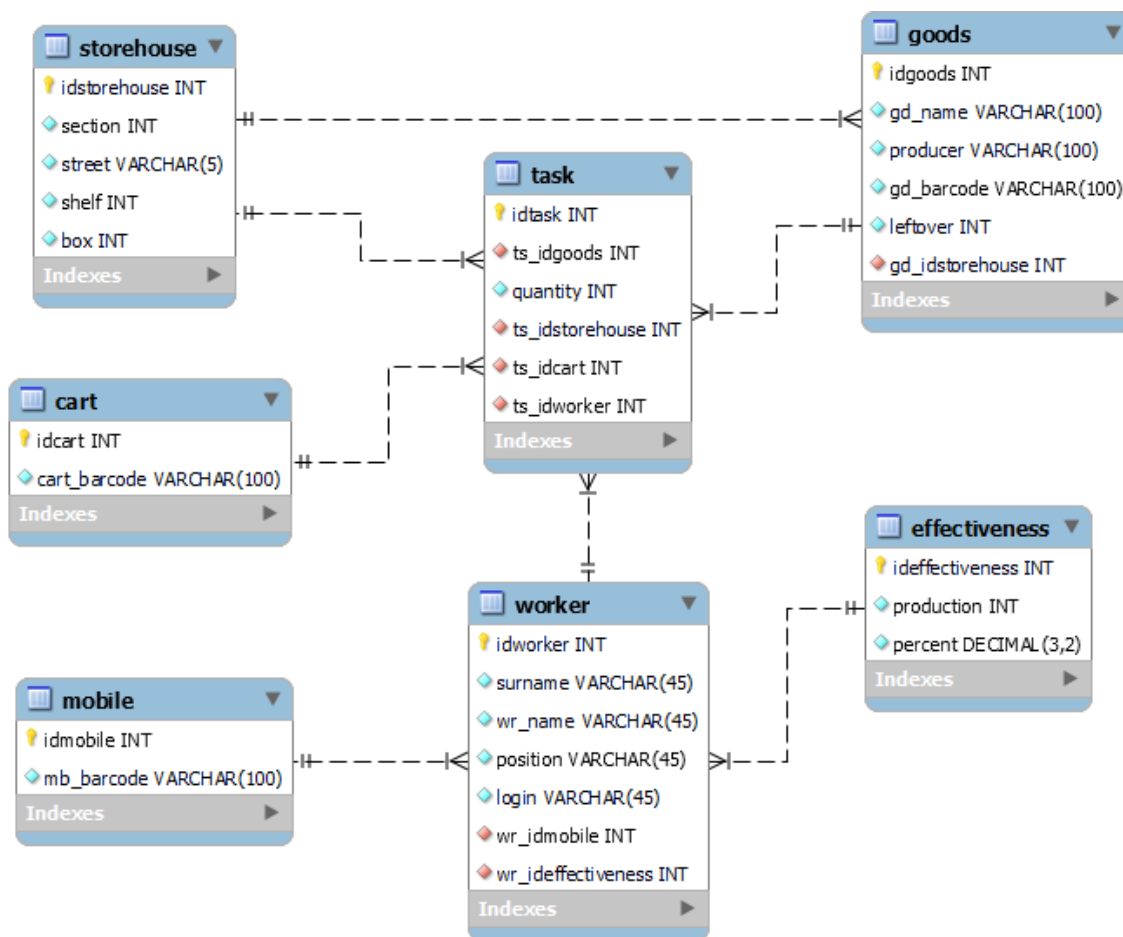 storehouse
idstorehouse INT
section INT
street VARCHAR(5)
shelf INT
box INT
Indexes
goods
idgoods INT
gd_name VARCHAR(100)
producer VARCHAR(100)
gd_barcode VARCHAR(100)
leftover INT
gd_idstorehouse INT
Indexes
task
idtask INT
ts_idgoods INT
quantity INT
ts_idstorehouse INT
ts_idcart INT
ts_idworker INT
Indexes
cart
idcart INT
cart_barcode VARCHAR(100)
Indexes
effectiveness
ideffectiveness INT
production INT
percent DECIMAL(3,2)
Indexes
worker
idworker INT
surname VARCHAR(45)
wr_name VARCHAR(45)
position VARCHAR(45)
login VARCHAR(45)
wr_idmobile INT
wr_ideffectiveness INT
Indexes
mobile
idmobile INT
mb_barcode VARCHAR(100)
Indexes